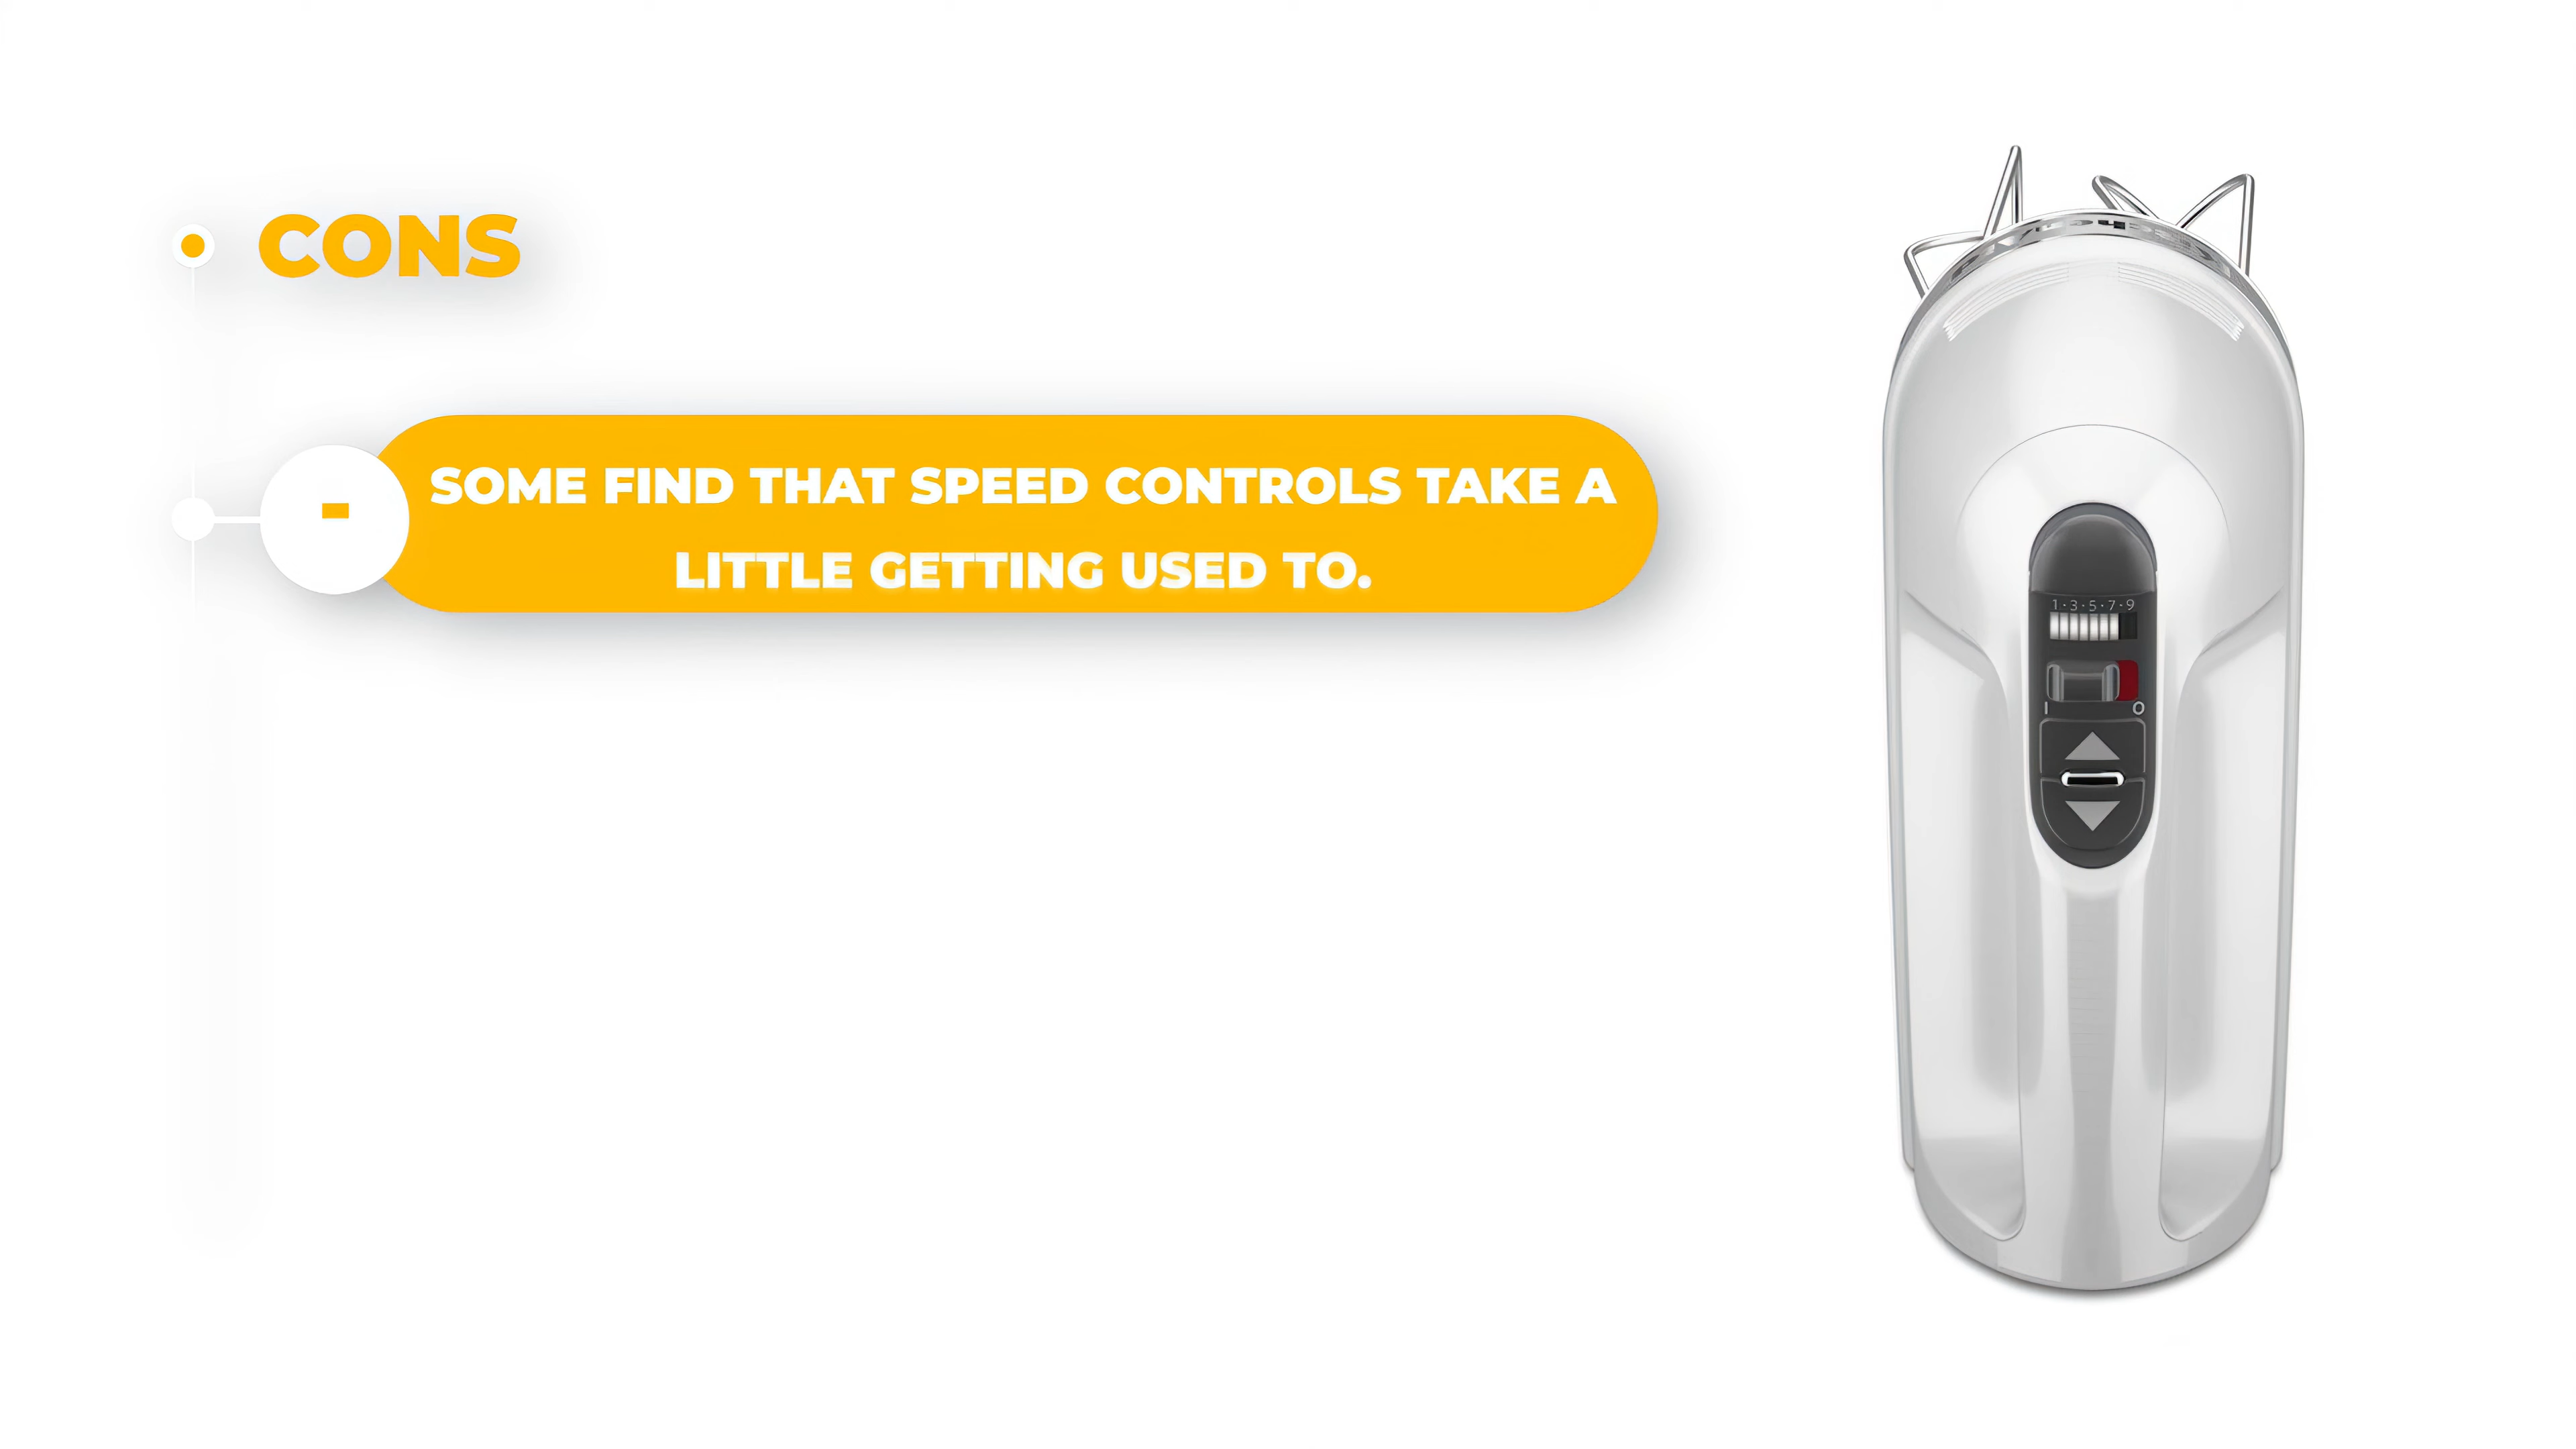 CONS
-
SOME FIND THAT SPEED CONTROLS TAKE A
LITTLE GETTING USED TO.
1·3·5·7·9
I O